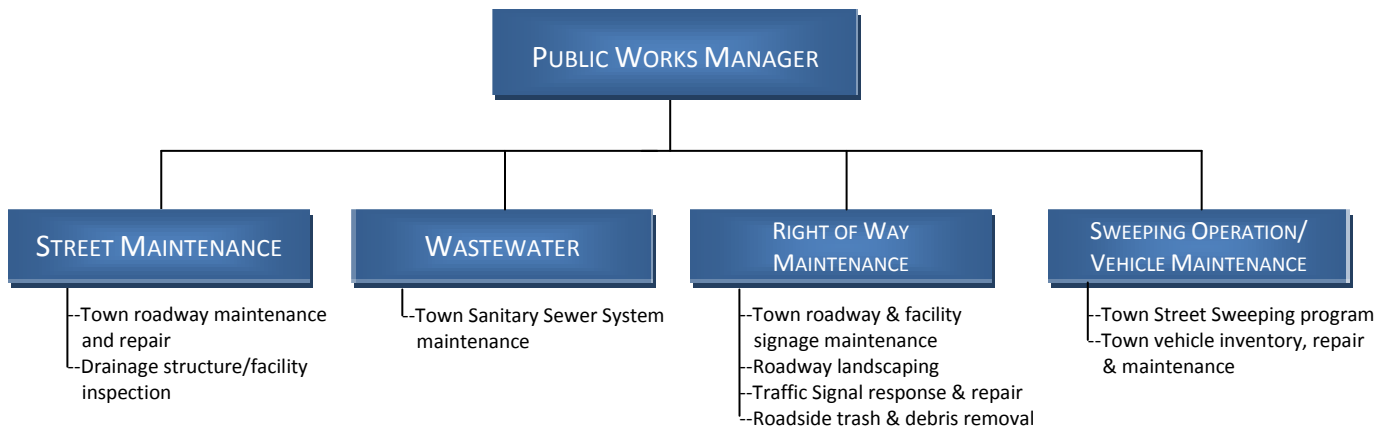 PUBLIC WORKS MANAGER
STREET MAINTENANCE
--Town roadway maintenance
and repair
--Drainage structure/facility
inspection
WASTEWATER
--Town Sanitary Sewer System
maintenance
RIGHT OF WAY
MAINTENANCE
--Town roadway & facility
signage maintenance
--Roadway landscaping
--Traffic Signal response & repair
--Roadside trash & debris removal
SWEEPING OPERATION/
VEHICLE MAINTENANCE
--Town Street Sweeping program
--Town vehicle inventory, repair
& maintenance